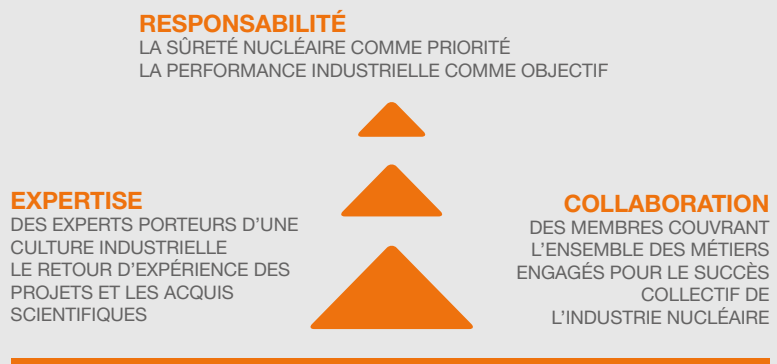 RESPONSABILITÉ
LA SÛRETÉ NUCLÉAIRE COMME PRIORITÉ
LA PERFORMANCE INDUSTRIELLE COMME OBJECTIF
EXPERTISE
DES EXPERTS PORTEURS D'UNE
CULTURE INDUSTRIELLE
LE RETOUR D'EXPÉRIENCE DES
PROJETS ET LES ACQUIS
SCIENTIFIQUES
COLLABORATION
DES MEMBRES COUVRANT
L'ENSEMBLE DES MÉTIERS
ENGAGÉS POUR LE SUCCÈS
COLLECTIF DE
L'INDUSTRIE NUCLÉAIRE